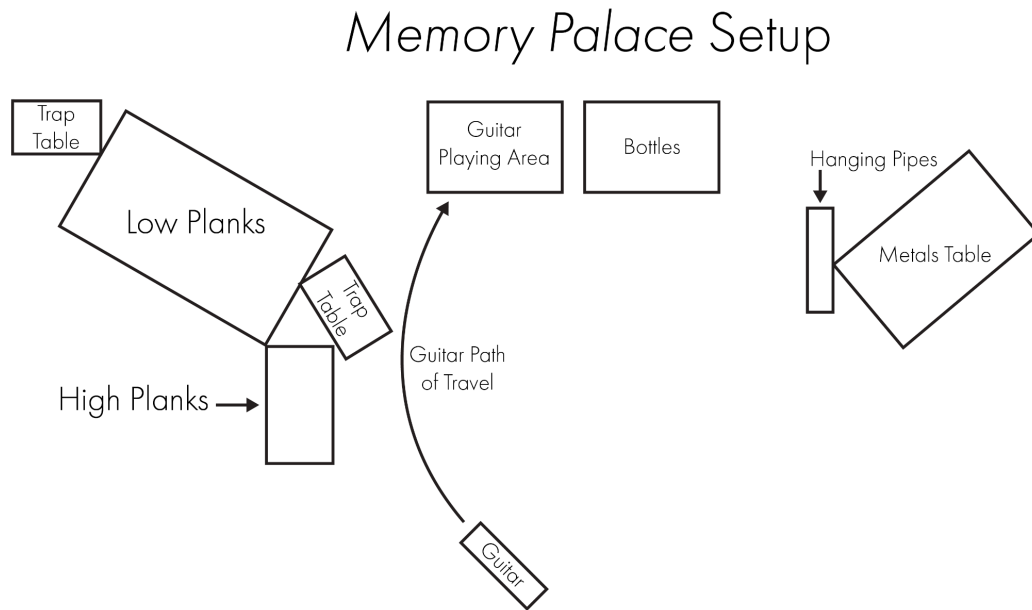 Memory Palace Setup
Trap
Table
Guitar
Playing Area
Bottles
Hanging Pipes
Low Planks
Metals Table
Trap
Table
Guitar Path
of Travel
High Planks
Guitar